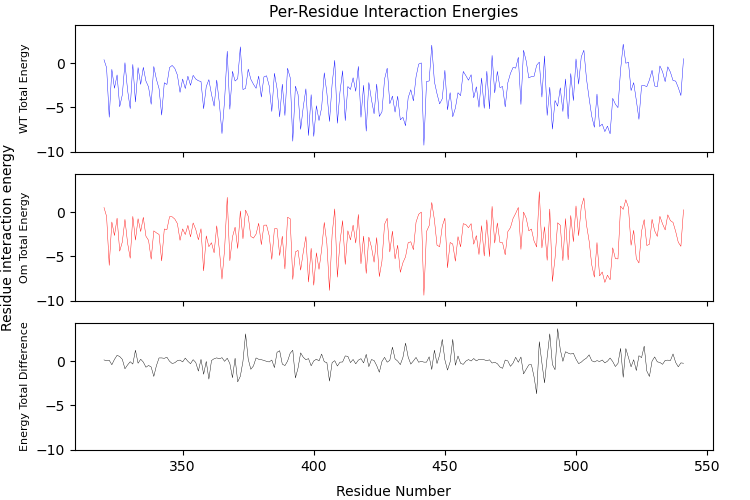 Per-Residue Interaction Energies
Residue interaction energy
WT Total Energy
0
−5
−10
Om Total Energy
0
−5
−10
Energy Total Difference
0
−5
−10
350 400 450 500 550
Residue Number